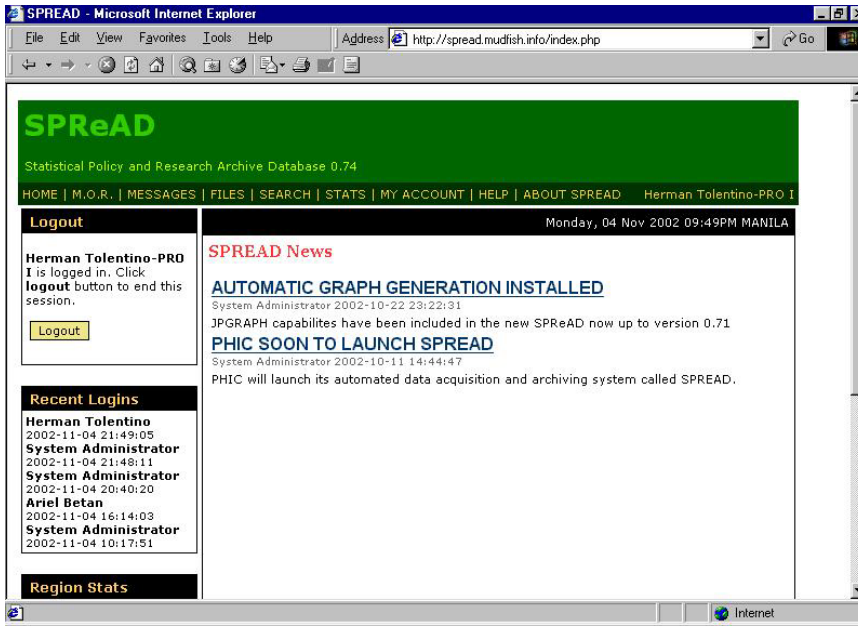 SPREAD - Microsoft Internet Explorer
File Edit View Favorites Tools Help Address http://spread.mudfish.info/index.php Go
SPReAD
Statistical Policy and Research Archive Database 0.74
HOME | M.O.R. | MESSAGES | FILES | SEARCH | STATS | MY ACCOUNT | HELP | ABOUT SPREAD Herman Tolentino-PRO I
Logout
Herman Tolentino-PRO
I is logged in. Click
logout button to end this
session.
Logout
Recent Logins
Herman Tolentino
2002-11-04 21:49:05
System Administrator
2002-11-04 21:48:11
System Administrator
2002-11-04 20:40:20
Ariel Betan
2002-11-04 16:14:03
System Administrator
2002-11-04 10:17:51
Region Stats
Monday, 04 Nov 2002 09:49PM MANILA
SPREAD News
AUTOMATIC GRAPH GENERATION INSTALLED
System Administrator 2002-10-22 23:22:31
JPGRAPH capabilites have been included in the new SPReAD now up to version 0.71
PHIC SOON TO LAUNCH SPREAD
System Administrator 2002-10-11 14:44:47
PHIC will launch its automated data acquisition and archiving system called SPREAD.
Internet